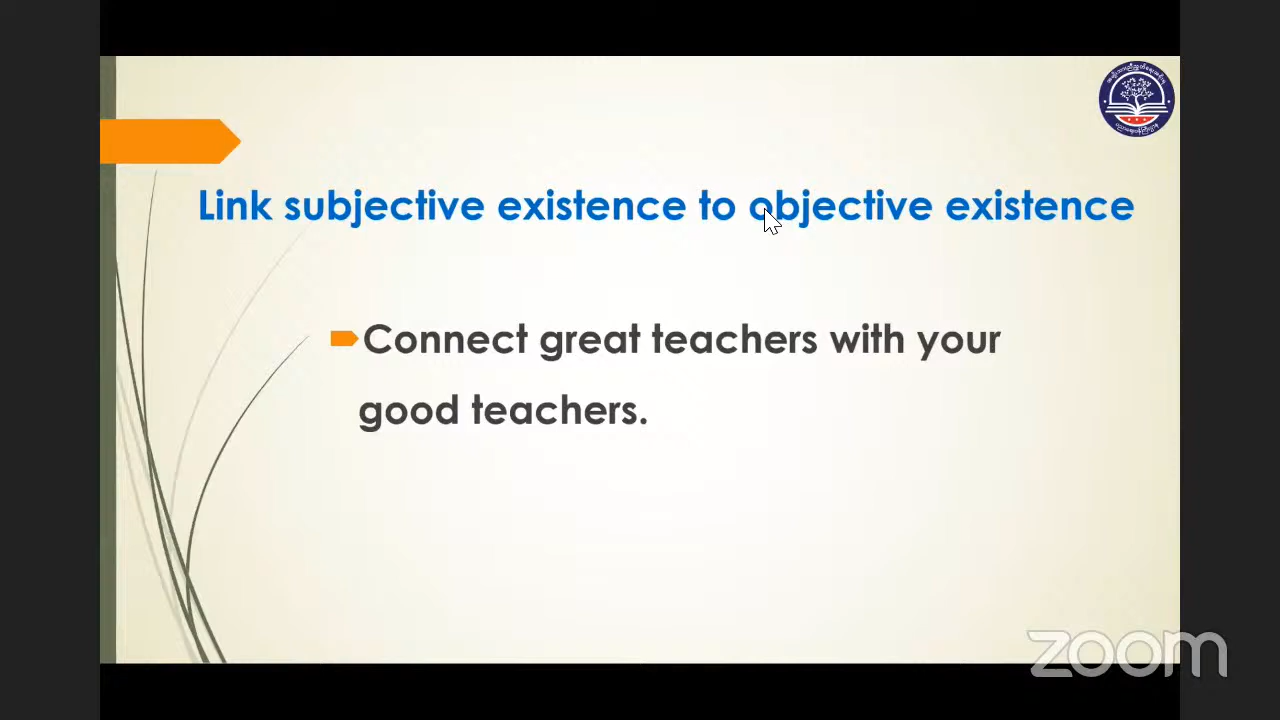 Link subjective existence to objective existence
Connect great teachers with your
good teachers.
zoom